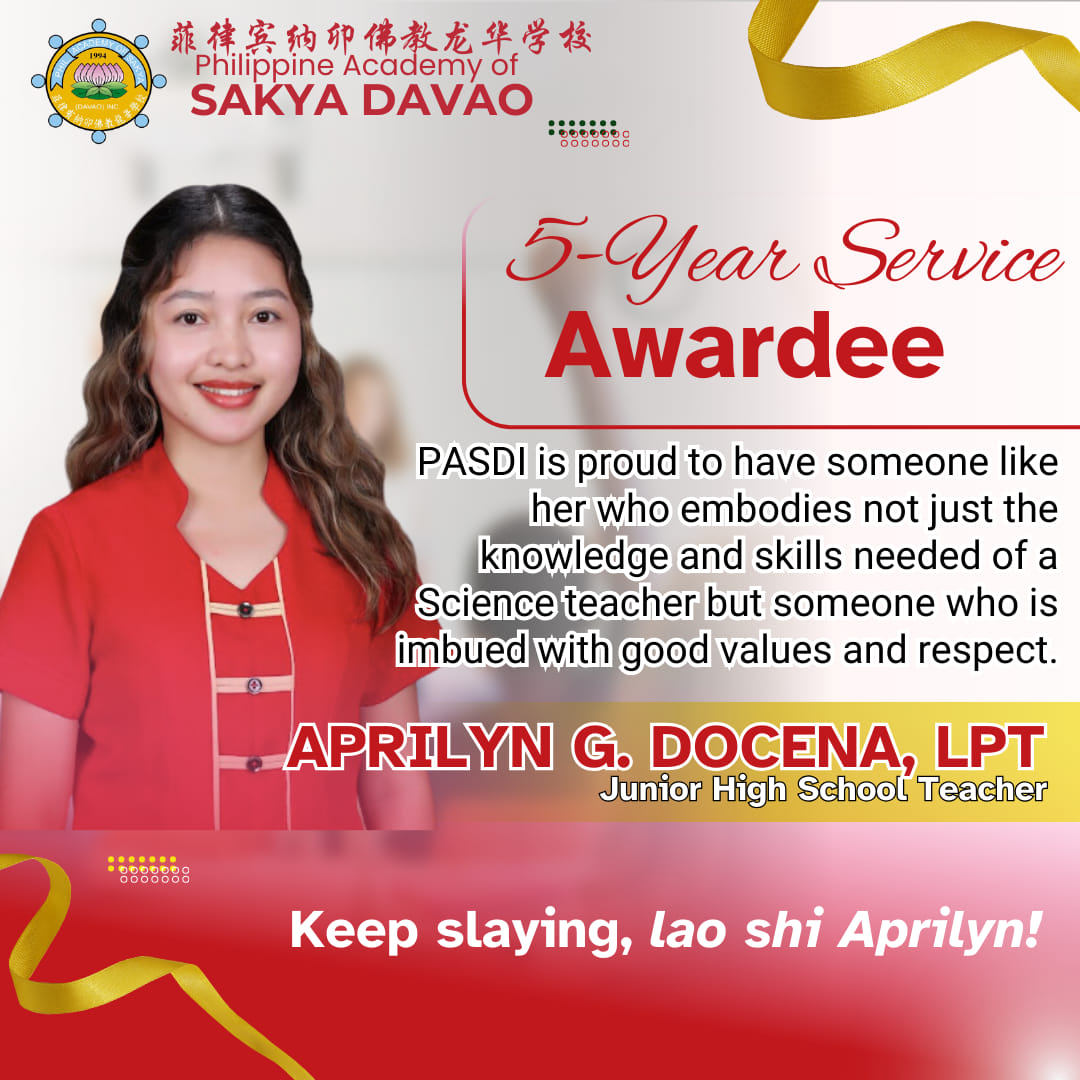 菲律宾纳卯佛教龙华学校
Philippine Academy of
SAKYA DAVAO
1994
(DAVAO) INC
5-Year Service
Awardee
PASDI is proud to have someone like
her who embodies not just the
knowledge and skills needed of a
Science teacher but someone who is
imbued with good values and respect.
APRILYN G. DOCENA, LPT
Junior High School Teacher
Keep slaying, lao shi Aprilyn!